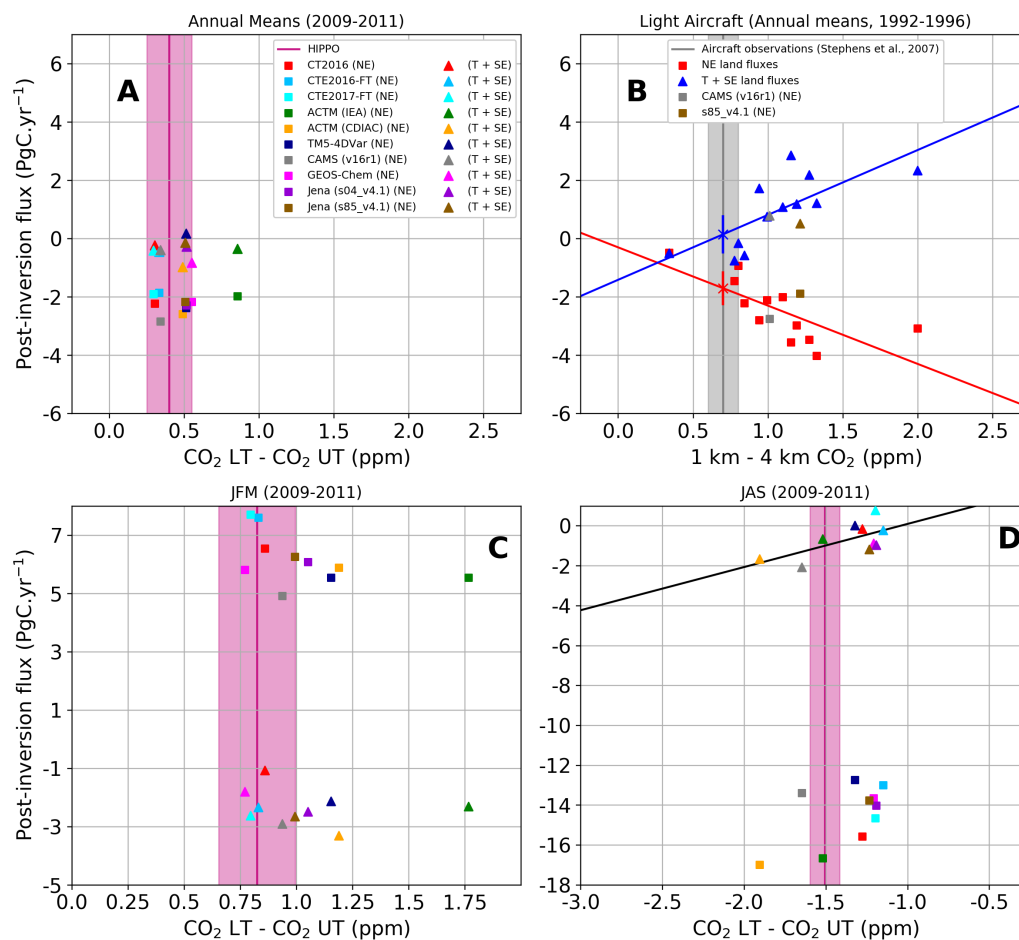 Annual Means (2009-2011)
A
HIPPO
CT2016 (NE) (T + SE)
CTE2016-FT (NE) (T + SE)
CTE2017-FT (NE) (T + SE)
ACTM (IEA) (NE) (T + SE)
ACTM (CDIAC) (NE) (T + SE)
TM5-4DVar (NE) (T + SE)
CAMS (v16r1) (NE) (T + SE)
GEOS-Chem (NE) (T + SE)
Jena (s04_v4.1) (NE) (T + SE)
Jena (s85_v4.1) (NE) (T + SE)
Post-inversion flux (PgC.yr⁻¹)
6
4
2
0
-2
-4
-6
0.0 0.5 1.0 1.5 2.0 2.5
CO₂ LT - CO₂ UT (ppm)
Light Aircraft (Annual means, 1992-1996)
B
Aircraft observations (Stephens et al., 2007)
NE land fluxes
T + SE land fluxes
CAMS (v16r1) (NE)
s85_v4.1 (NE)
6
4
2
0
-2
-4
-6
0.0 0.5 1.0 1.5 2.0 2.5
1 km - 4 km CO₂ (ppm)
JFM (2009-2011)
C
Post-inversion flux (PgC.yr⁻¹)
7
5
3
1
-1
-3
-5
0.0 0.25 0.5 0.75 1.0 1.25 1.5 1.75
CO₂ LT - CO₂ UT (ppm)
JAS (2009-2011)
D
0
-2
-4
-6
-8
-10
-12
-14
-16
-18
-3.0 -2.5 -2.0 -1.5 -1.0 -0.5
CO₂ LT - CO₂ UT (ppm)